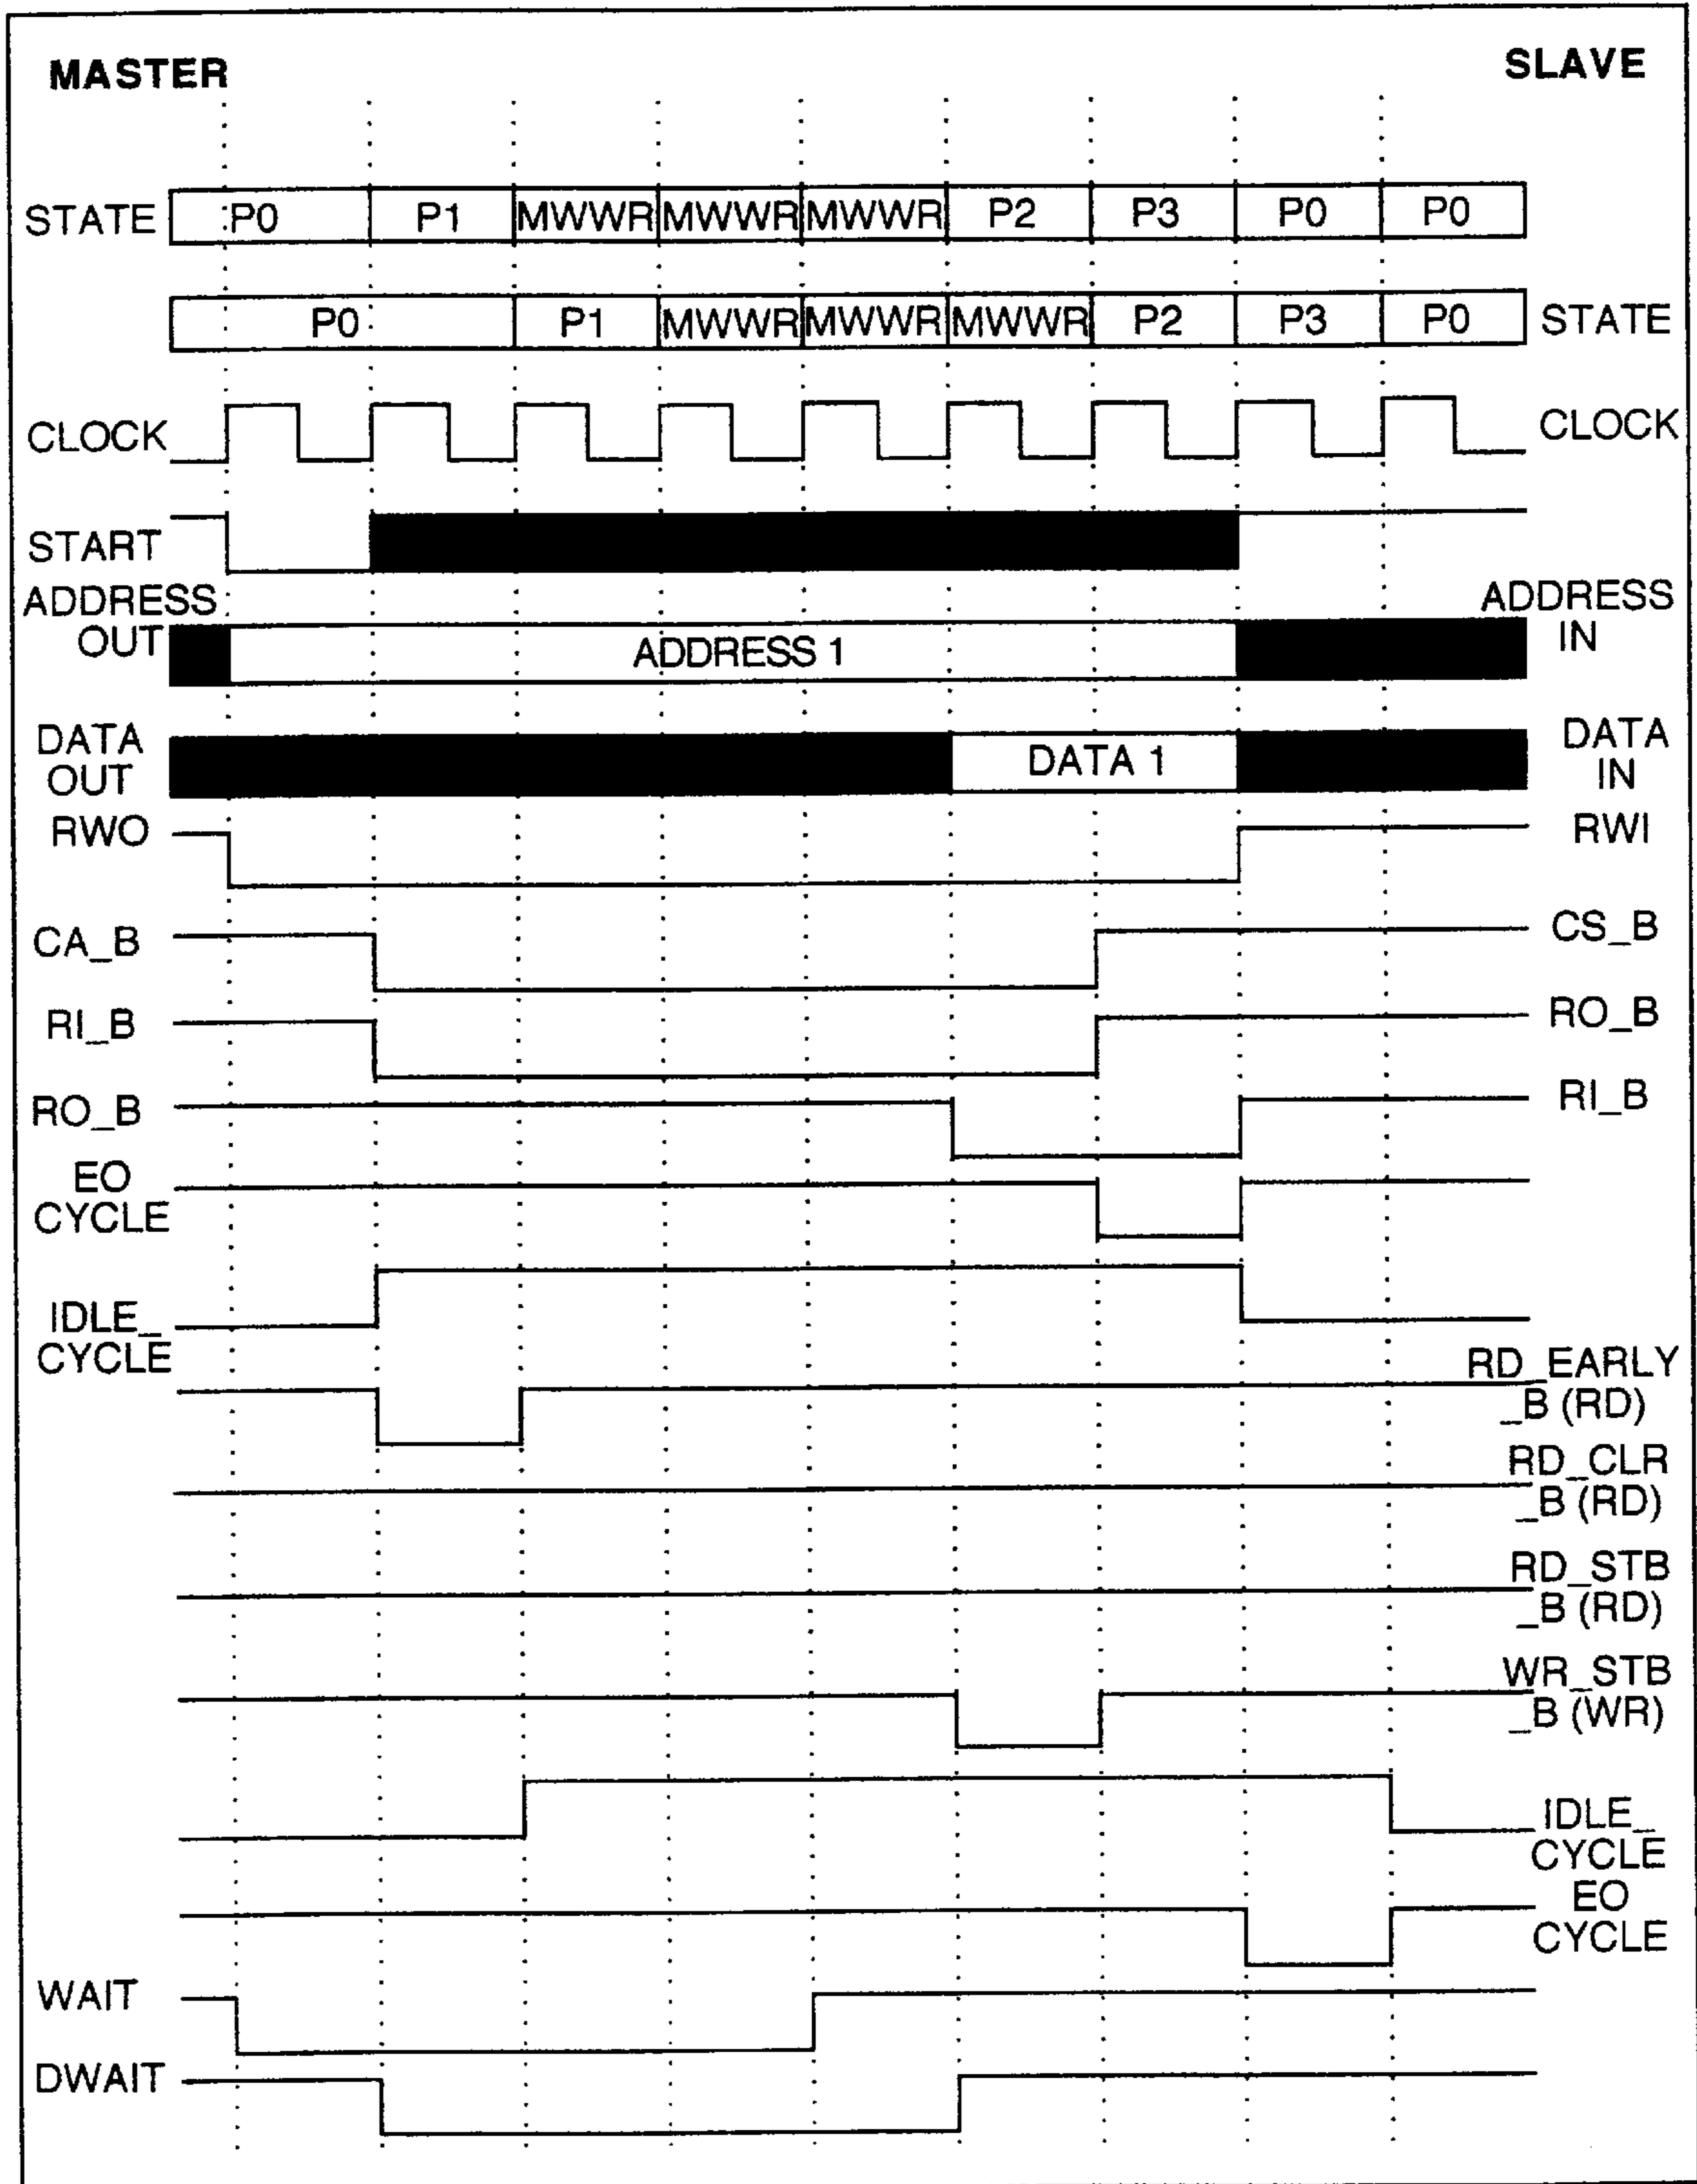 MASTER SLAVE
STATE P0 P1 MWWR MWWR MWWR P2 P3 P0 P0
P0 P1 MWWR MWWR MWWR P2 P3 P0 STATE
CLOCK CLOCK
START
ADDRESS OUT ADDRESS 1 ADDRESS IN
DATA OUT DATA 1 DATA IN
RWO RWI
CA_B CS_B
RI_B RO_B
RO_B RI_B
EO
CYCLE
IDLE_
CYCLE
RD_EARLY
_B (RD)
RD_CLR
_B (RD)
RD_STB
_B (RD)
WR_STB
_B (WR)
IDLE_
CYCLE
EO
CYCLE
WAIT
DWAIT